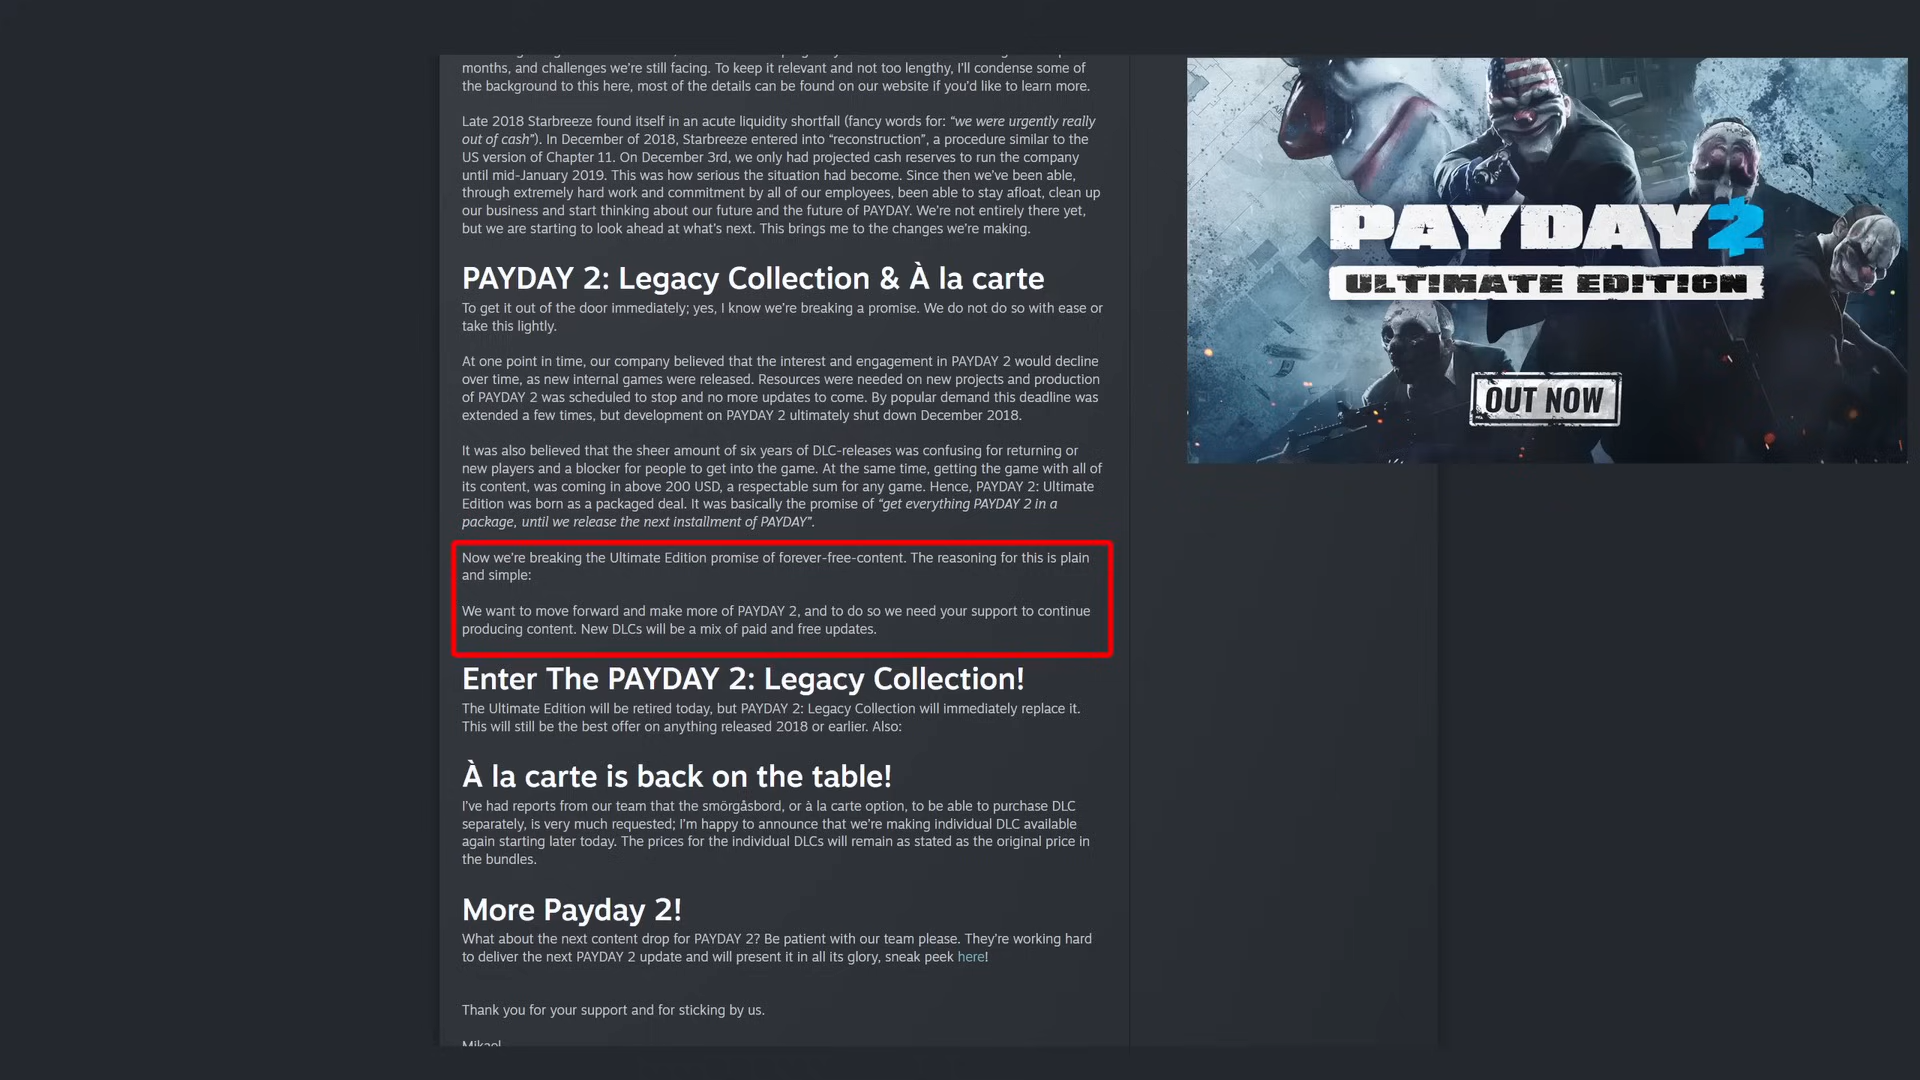 months, and challenges we're still facing. To keep it relevant and not too lengthy, I'll condense some of
the background to this here, most of the details can be found on our website if you'd like to learn more.
Late 2018 Starbreeze found itself in an acute liquidity shortfall (fancy words for: “we were urgently really
out of cash”). In December of 2018, Starbreeze entered into “reconstruction”, a procedure similar to the
US version of Chapter 11. On December 3rd, we only had projected cash reserves to run the company
until mid-January 2019. This was how serious the situation had become. Since then we've been able,
through extremely hard work and commitment by all of our employees, been able to stay afloat, clean up
our business and start thinking about our future and the future of PAYDAY. We're not entirely there yet,
but we are starting to look ahead at what's next. This brings me to the changes we're making.
PAYDAY 2: Legacy Collection & À la carte
To get it out of the door immediately; yes, I know we're breaking a promise. We do not do so with ease or
take this lightly.
At one point in time, our company believed that the interest and engagement in PAYDAY 2 would decline
over time, as new internal games were released. Resources were needed on new projects and production
of PAYDAY 2 was scheduled to stop and no more updates to come. By popular demand this deadline was
extended a few times, but development on PAYDAY 2 ultimately shut down December 2018.
It was also believed that the sheer amount of six years of DLC-releases was confusing for returning or
new players and a blocker for people to get into the game. At the same time, getting the game with all of
its content, was coming in above 200 USD, a respectable sum for any game. Hence, PAYDAY 2: Ultimate
Edition was born as a packaged deal. It was basically the promise of “get everything PAYDAY 2 in a
package, until we release the next installment of PAYDAY”.
Now we're breaking the Ultimate Edition promise of forever-free-content. The reasoning for this is plain
and simple:
We want to move forward and make more of PAYDAY 2, and to do so we need your support to continue
producing content. New DLCs will be a mix of paid and free updates.
Enter The PAYDAY 2: Legacy Collection!
The Ultimate Edition will be retired today, but PAYDAY 2: Legacy Collection will immediately replace it.
This will still be the best offer on anything released 2018 or earlier. Also:
À la carte is back on the table!
I've had reports from our team that the smörgåsbord, or à la carte option, to be able to purchase DLC
separately, is very much requested; I'm happy to announce that we're making individual DLC available
again starting later today. The prices for the individual DLCs will remain as stated as the original price in
the bundles.
More Payday 2!
What about the next content drop for PAYDAY 2? Be patient with our team please. They're working hard
to deliver the next PAYDAY 2 update and will present it in all its glory, sneak peek here!
Thank you for your support and for sticking by us.
Mikael
PAYDAY 2
ULTIMATE EDITION
OUT NOW